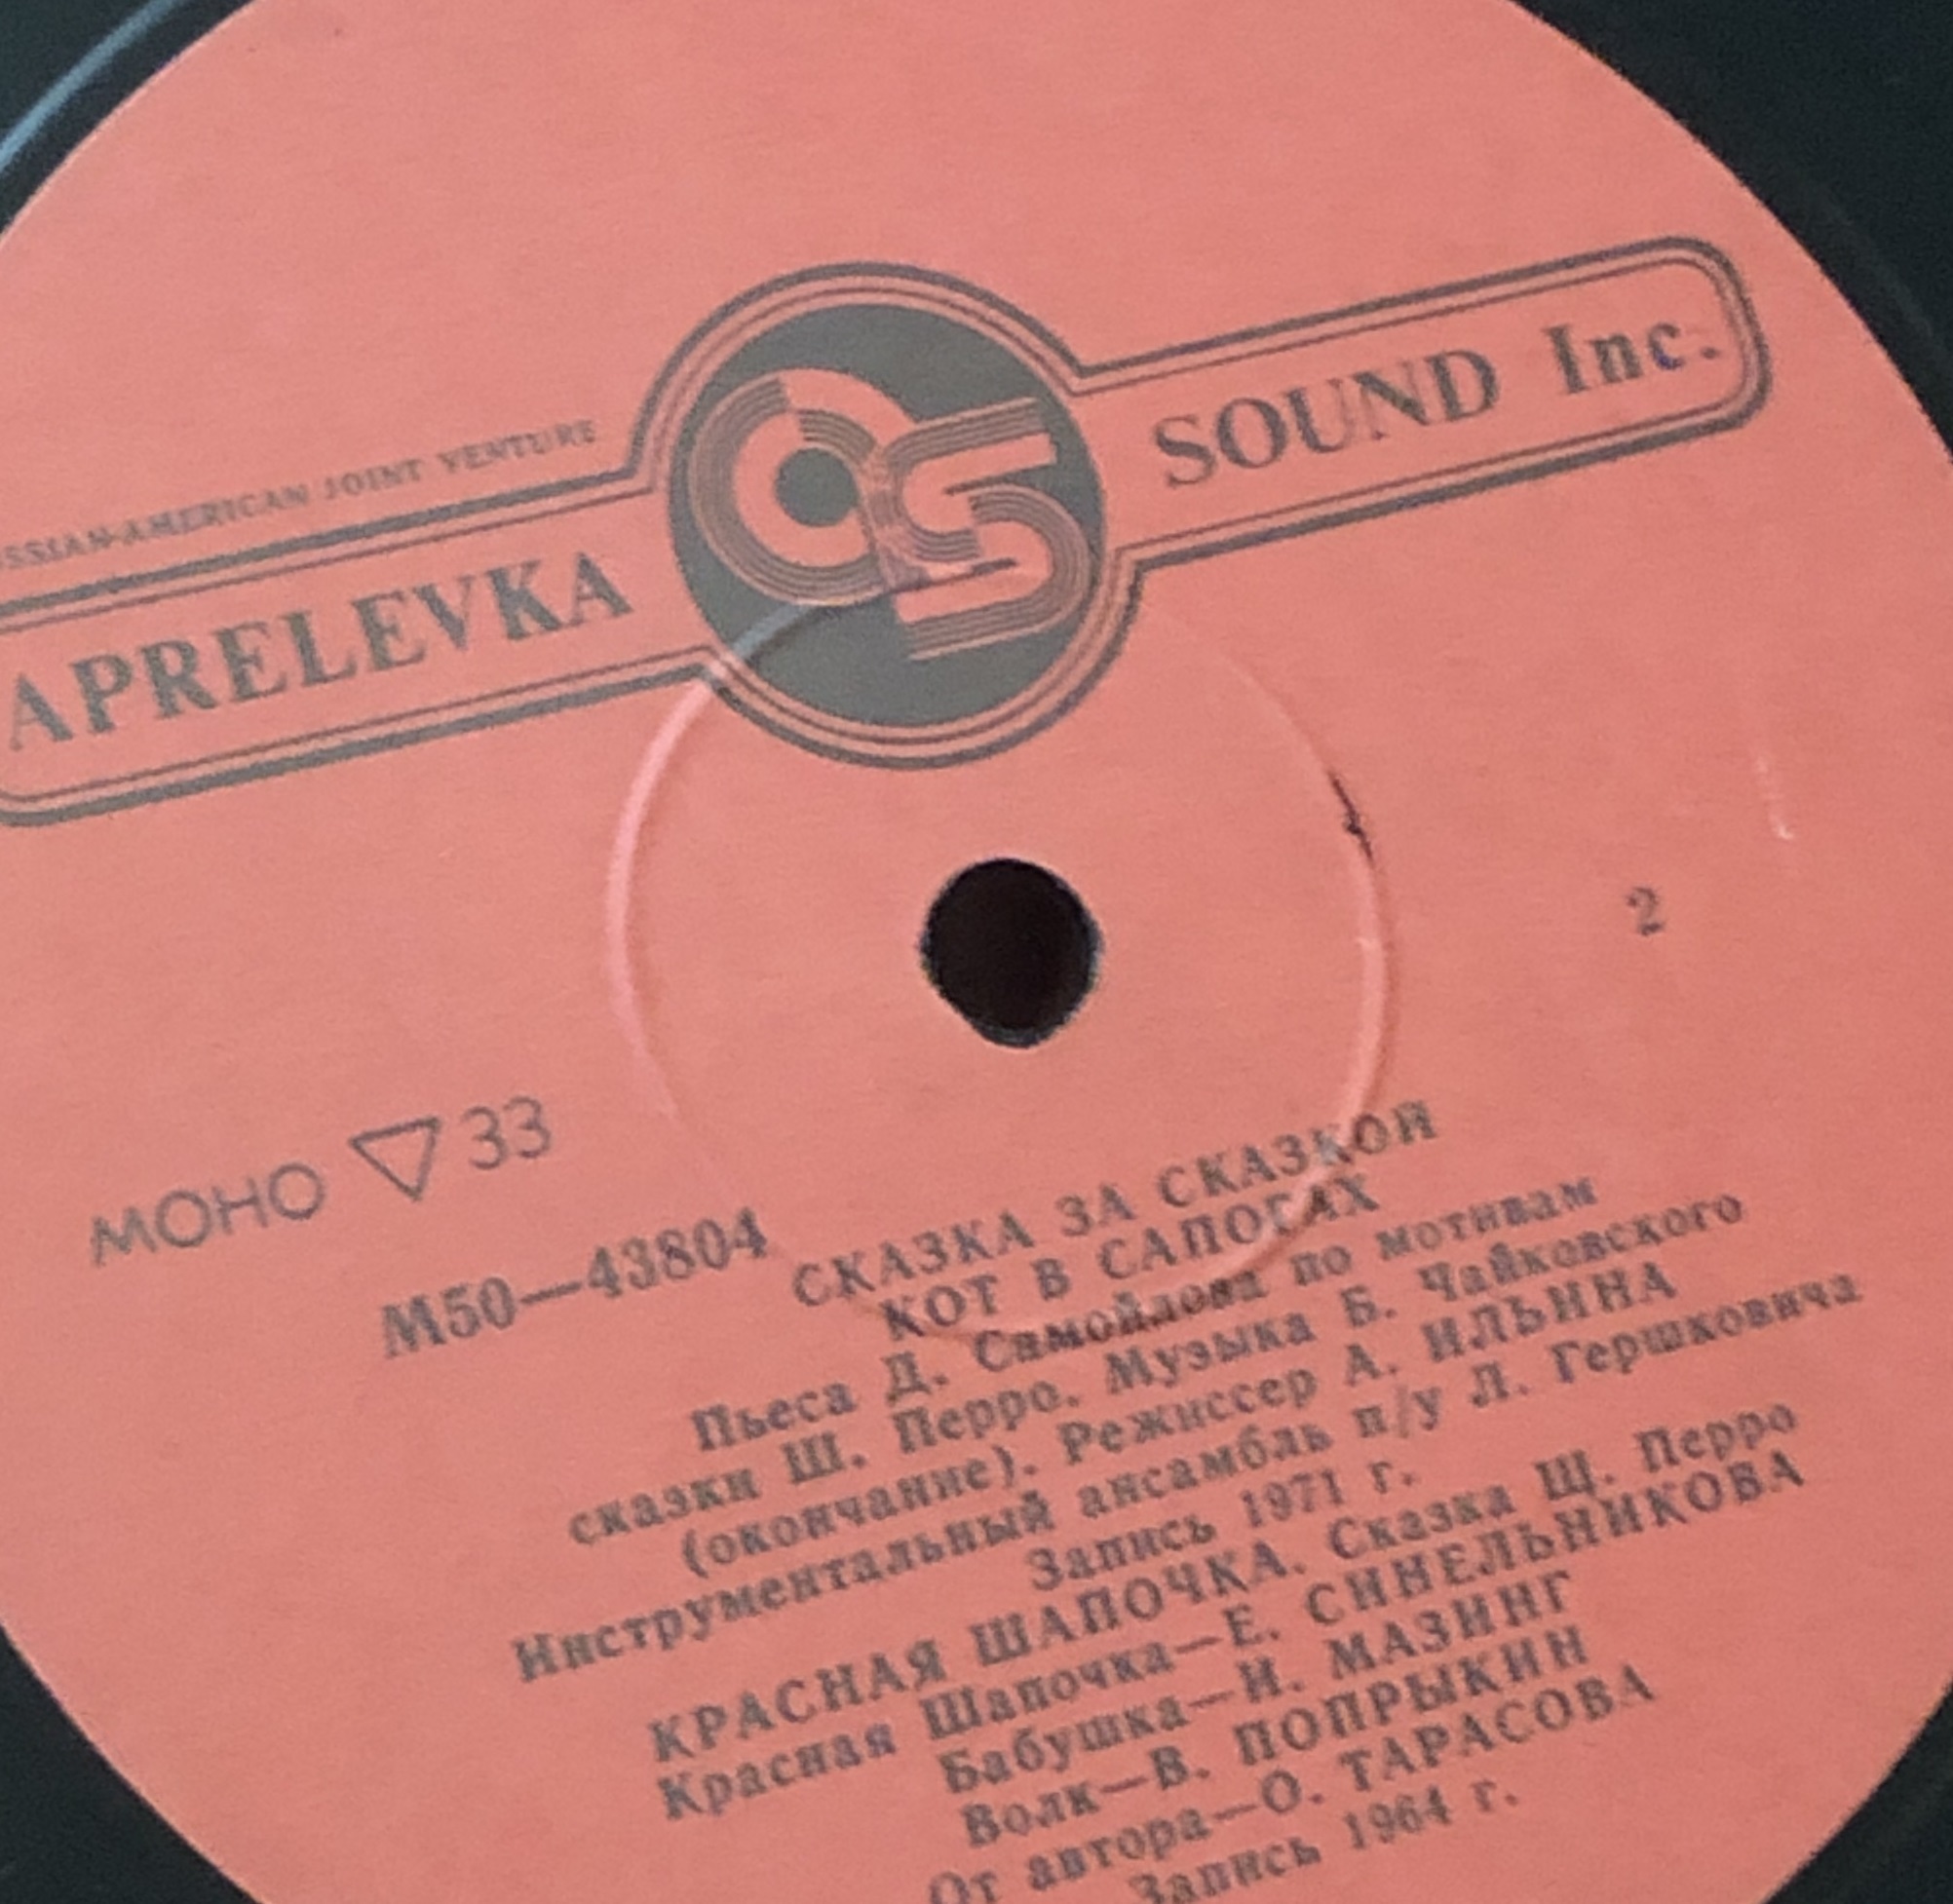 RUSSIAN-AMERICAN JOINT VENTURE
APRELEVKA SOUND Inc.
2
МОНО 33
М50—43804
СКАЗКА ЗА СКАЗКОЙ
КОТ В САПОГАХ
Пьеса Д. Самойлова по мотивам
сказки Ш. Перро. Музыка Б. Чайковского
(окончание). Режиссер А. ИЛЬИНА
Инструментальный ансамбль п/у Л. Гершковича
Запись 1971 г.
КРАСНАЯ ШАПОЧКА. Сказка Щ. Перро
Красная Шапочка—Е. СИНЕЛЬНИКОВА
Бабушка—И. МАЗИНГ
Волк—В. ПОПРЫКИН
От автора—О. ТАРАСОВА
Запись 1964 г.